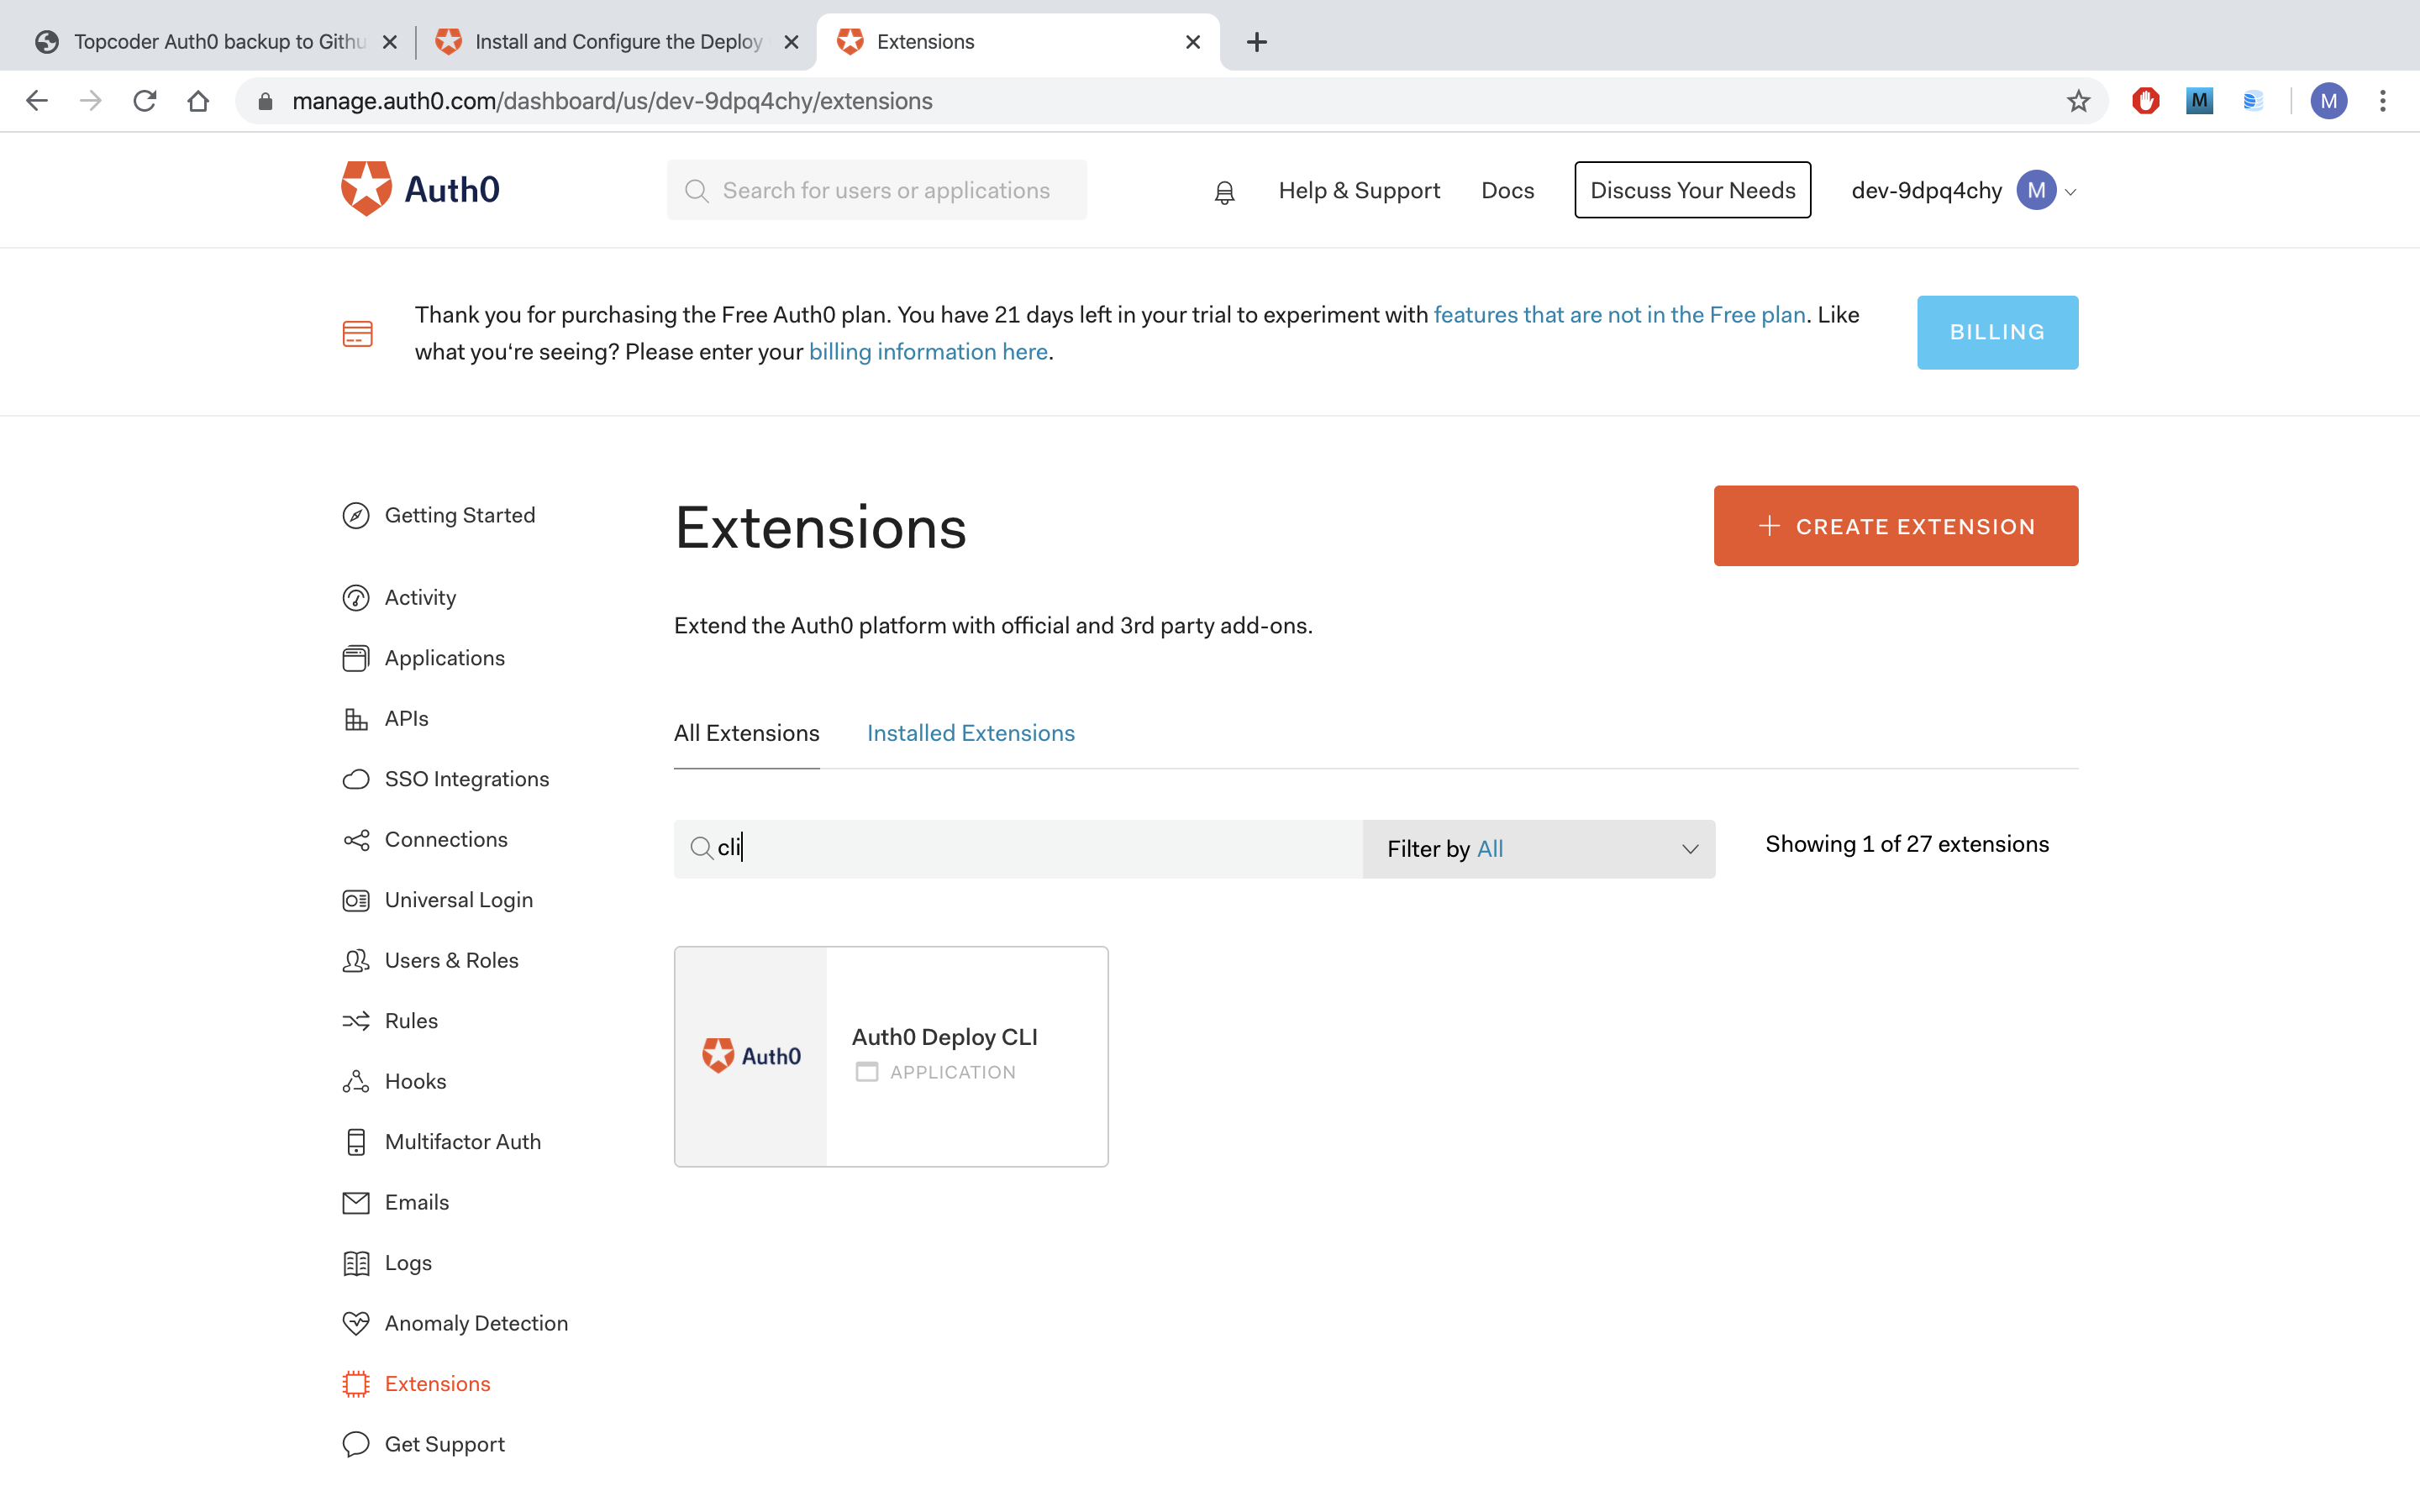 Topcoder Auth0 backup to Githu
Install and Configure the Deploy
Extensions
manage.auth0.com/dashboard/us/dev-9dpq4chy/extensions
M
M
Auth0
Search for users or applications
Help & Support
Docs
Discuss Your Needs
dev-9dpq4chy
M
Thank you for purchasing the Free Auth0 plan. You have 21 days left in your trial to experiment with features that are not in the Free plan. Like
what you‘re seeing? Please enter your billing information here.
BILLING
Getting Started
Activity
Applications
APIs
SSO Integrations
Connections
Universal Login
Users & Roles
Rules
Hooks
Multifactor Auth
Emails
Logs
Anomaly Detection
Extensions
Get Support
Extensions
CREATE EXTENSION
Extend the Auth0 platform with official and 3rd party add-ons.
All Extensions
Installed Extensions
cli
Filter by All
Showing 1 of 27 extensions
Auth0
Auth0 Deploy CLI
APPLICATION